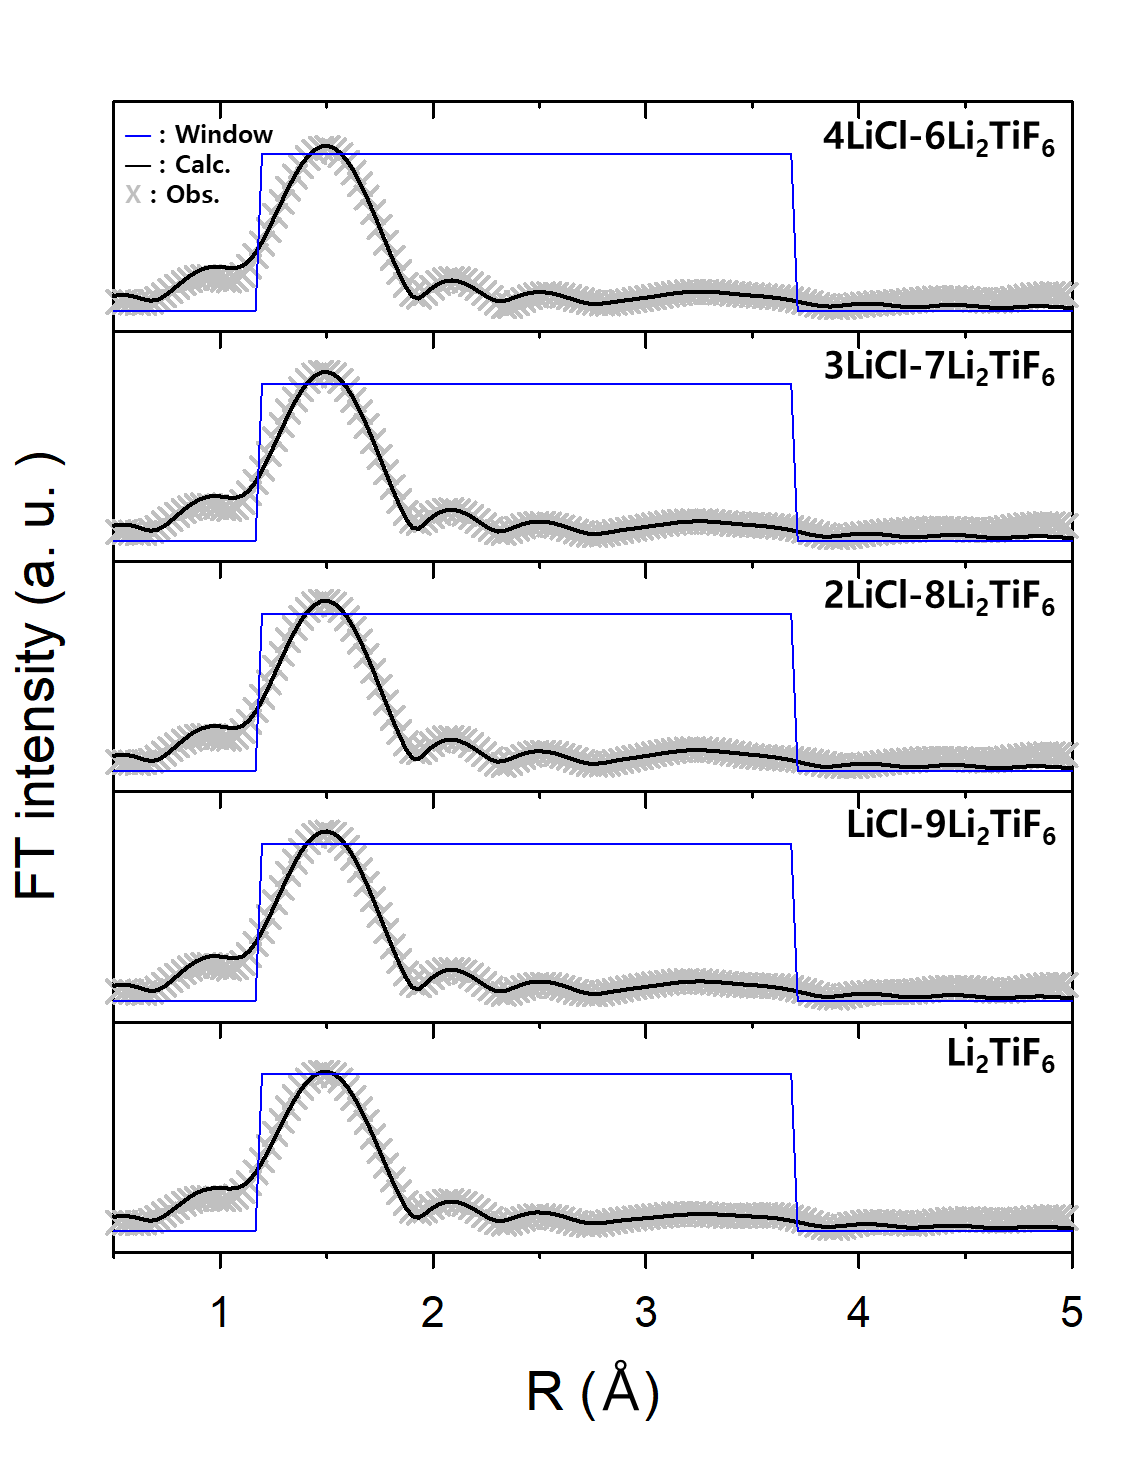 — : Window
— : Calc.
X : Obs.
4LiCl-6Li₂TiF₆
3LiCl-7Li₂TiF₆
2LiCl-8Li₂TiF₆
LiCl-9Li₂TiF₆
Li₂TiF₆
FT intensity (a. u. )
1 2 3 4 5
R (Å)